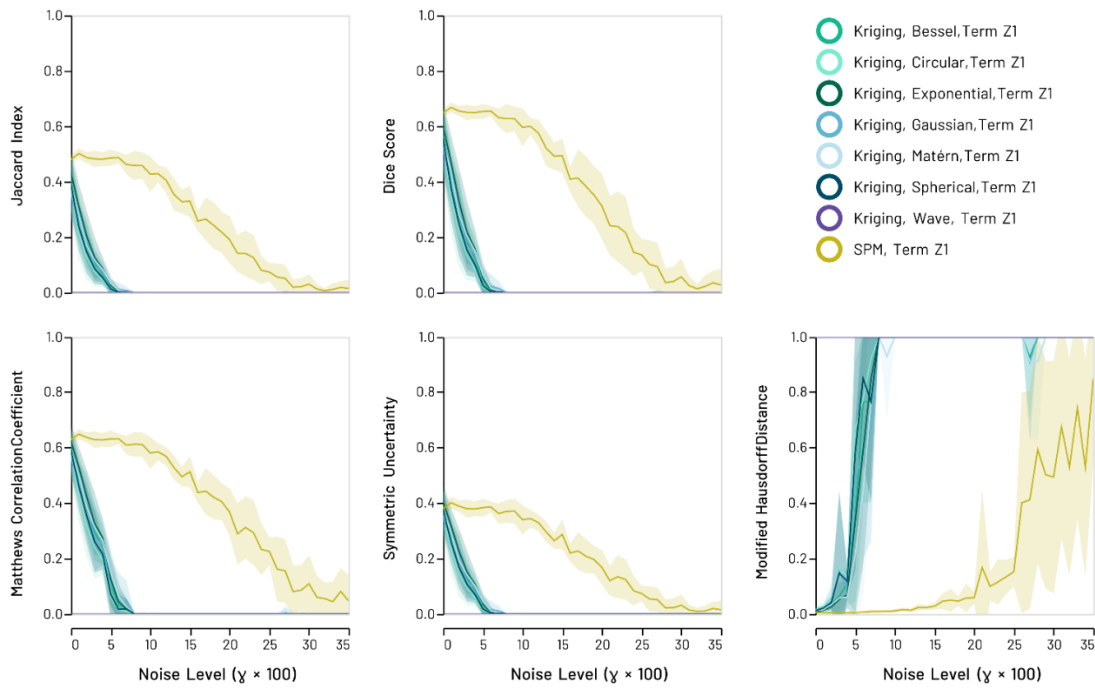 1.0
0.8
0.6
0.4
0.2
0.0
Jaccard Index
1.0
0.8
0.6
0.4
0.2
0.0
Dice Score
Kriging, Bessel,Term Z1
Kriging, Circular,Term Z1
Kriging, Exponential,Term Z1
Kriging, Gaussian,Term Z1
Kriging, Matérn,Term Z1
Kriging, Spherical,Term Z1
Kriging, Wave, Term Z1
SPM, Term Z1
1.0
0.8
0.6
0.4
0.2
0.0
Matthews CorrelationCoefficient
0 5 10 15 20 25 30 35
Noise Level (ɣ × 100)
1.0
0.8
0.6
0.4
0.2
0.0
Symmetric Uncertainty
0 5 10 15 20 25 30 35
Noise Level (ɣ × 100)
1.0
0.8
0.6
0.4
0.2
0.0
Modified HausdorffDistance
0 5 10 15 20 25 30 35
Noise Level (ɣ × 100)